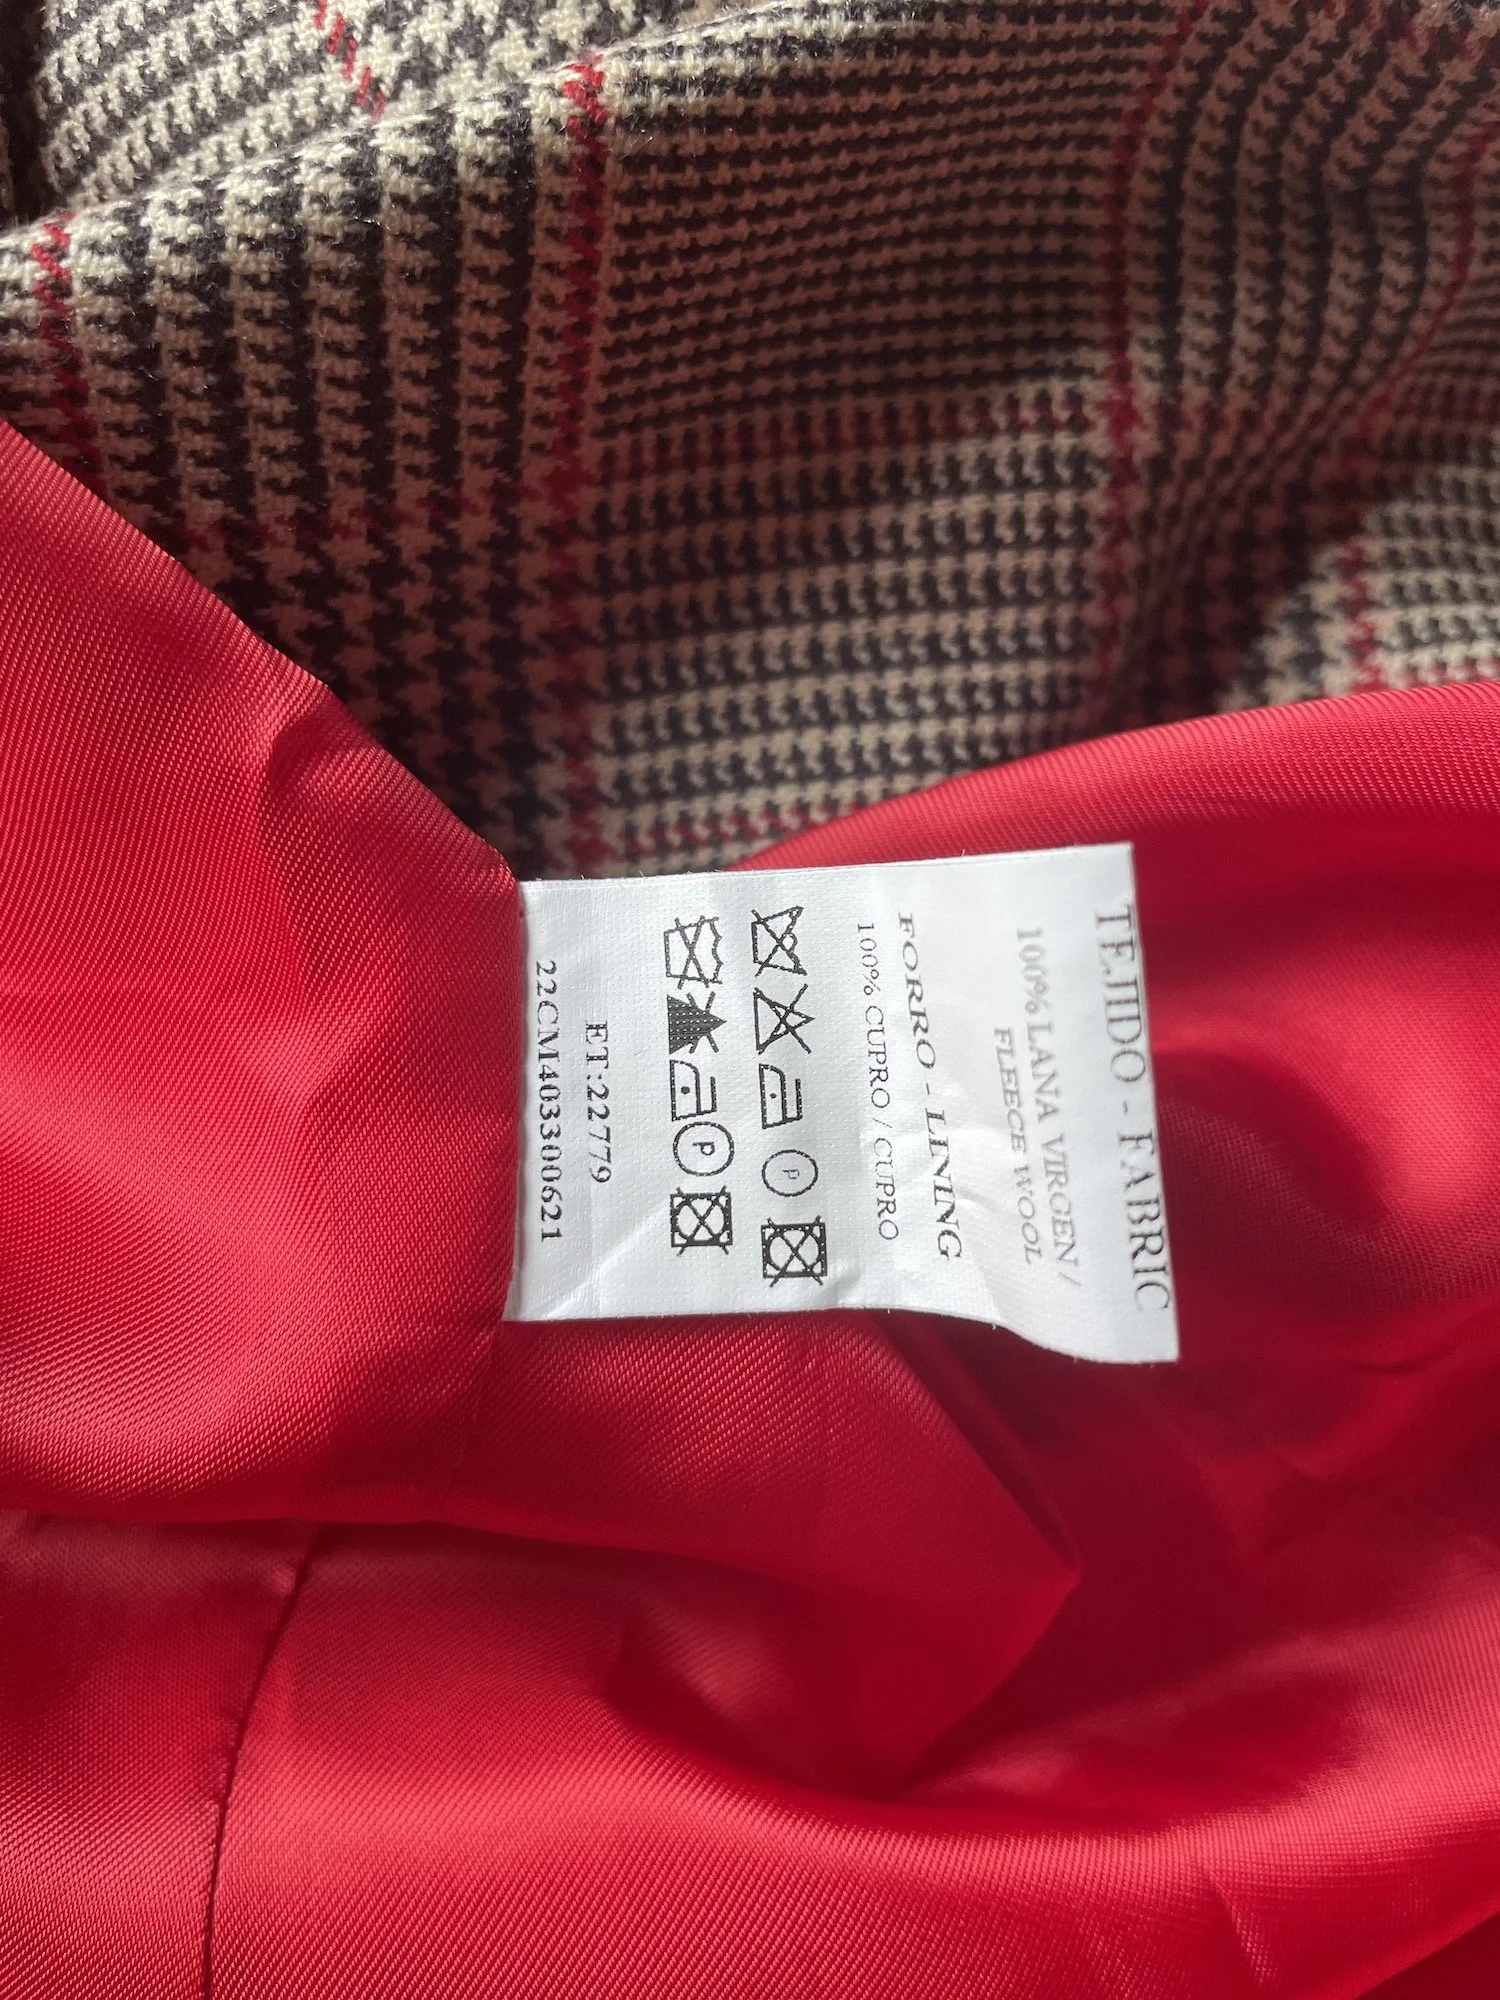 TEJIDO - FABRIC
100% LANA VIRGEN /
FLEECE WOOL
FORRO - LINING
100% CUPRO / CUPRO
P
P
ET:22779
22CM403300621